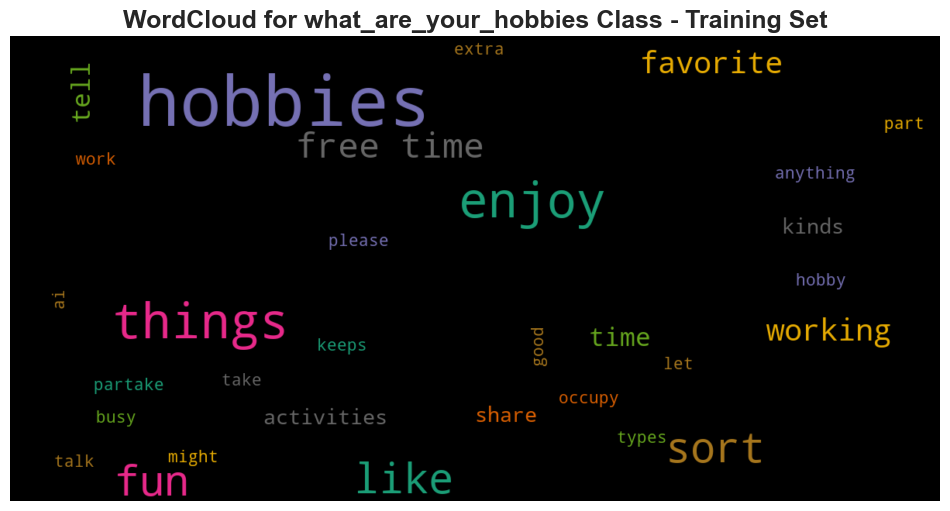 WordCloud for what_are_your_hobbies Class - Training Set
extra
favorite
tell
hobbies
part
free time
work
anything
enjoy
kinds
please
hobby
ai
things
working
time
good
keeps
let
partake
take
occupy
busy
activities
share
types
sort
talk
might
fun
like